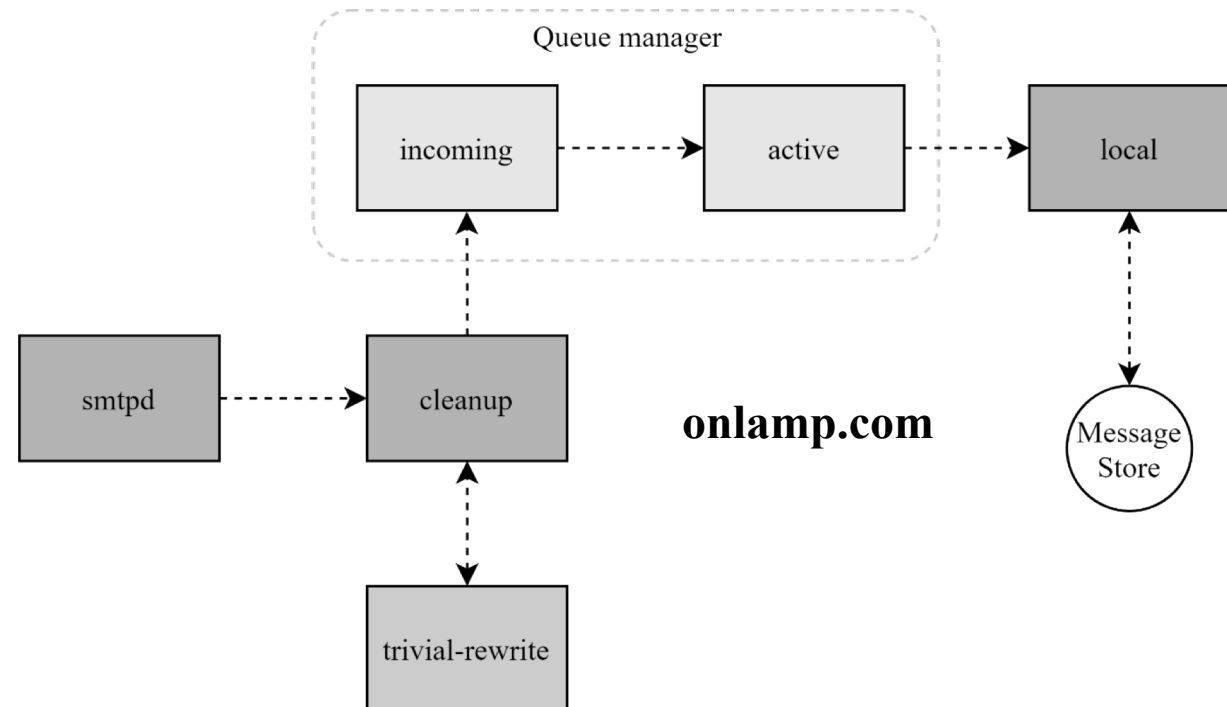 Queue manager
incoming
active
local
smtpd
cleanup
onlamp.com
Message
Store
trivial-rewrite